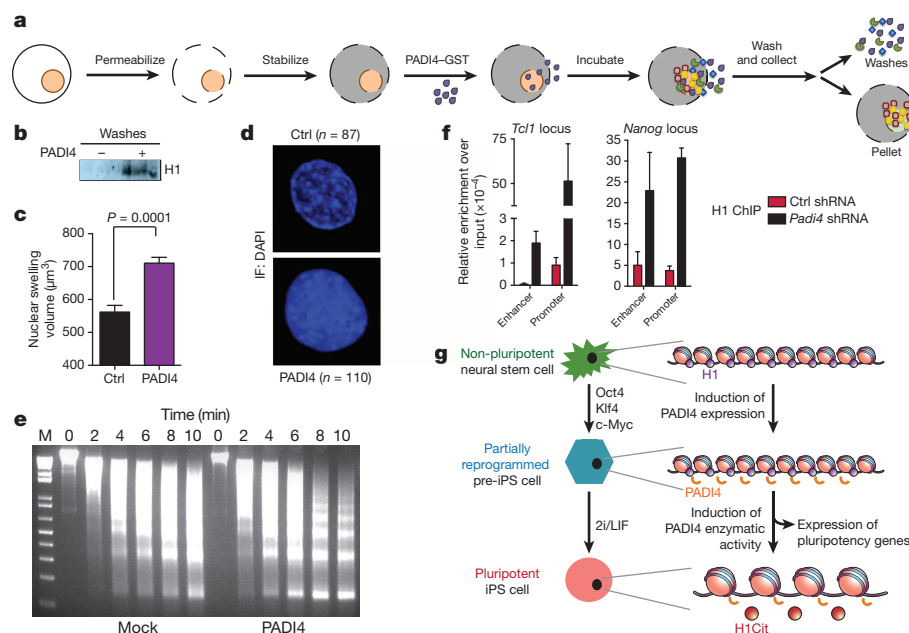 a
Permeabilize
Stabilize
PADI4–GST
Incubate
Wash
and collect
Washes
Pellet
b
Washes
PADI4 – +
H1
c
P = 0.0001
Nuclear swelling
volume (µm³)
800
700
600
500
400
Ctrl PADI4
d
Ctrl (n = 87)
IF: DAPI
PADI4 (n = 110)
e
Time (min)
M 0 2 4 6 8 10 0 2 4 6 8 10
Mock PADI4
f
Tcl1 locus
Nanog locus
Relative enrichment over
input (×10⁻⁴)
75
50
25
3
2
1
0
Enhancer
Promoter
35
30
25
20
15
10
5
0
Enhancer
Promoter
H1 ChIP
Ctrl shRNA
Padi4 shRNA
g
Non-pluripotent
neural stem cell
H1
Oct4
Klf4
c-Myc
Induction of
PADI4 expression
Partially
reprogrammed
pre-iPS cell
PADI4
2i/LIF
Induction of
PADI4 enzymatic
activity
Expression of
pluripotency genes
Pluripotent
iPS cell
H1Cit